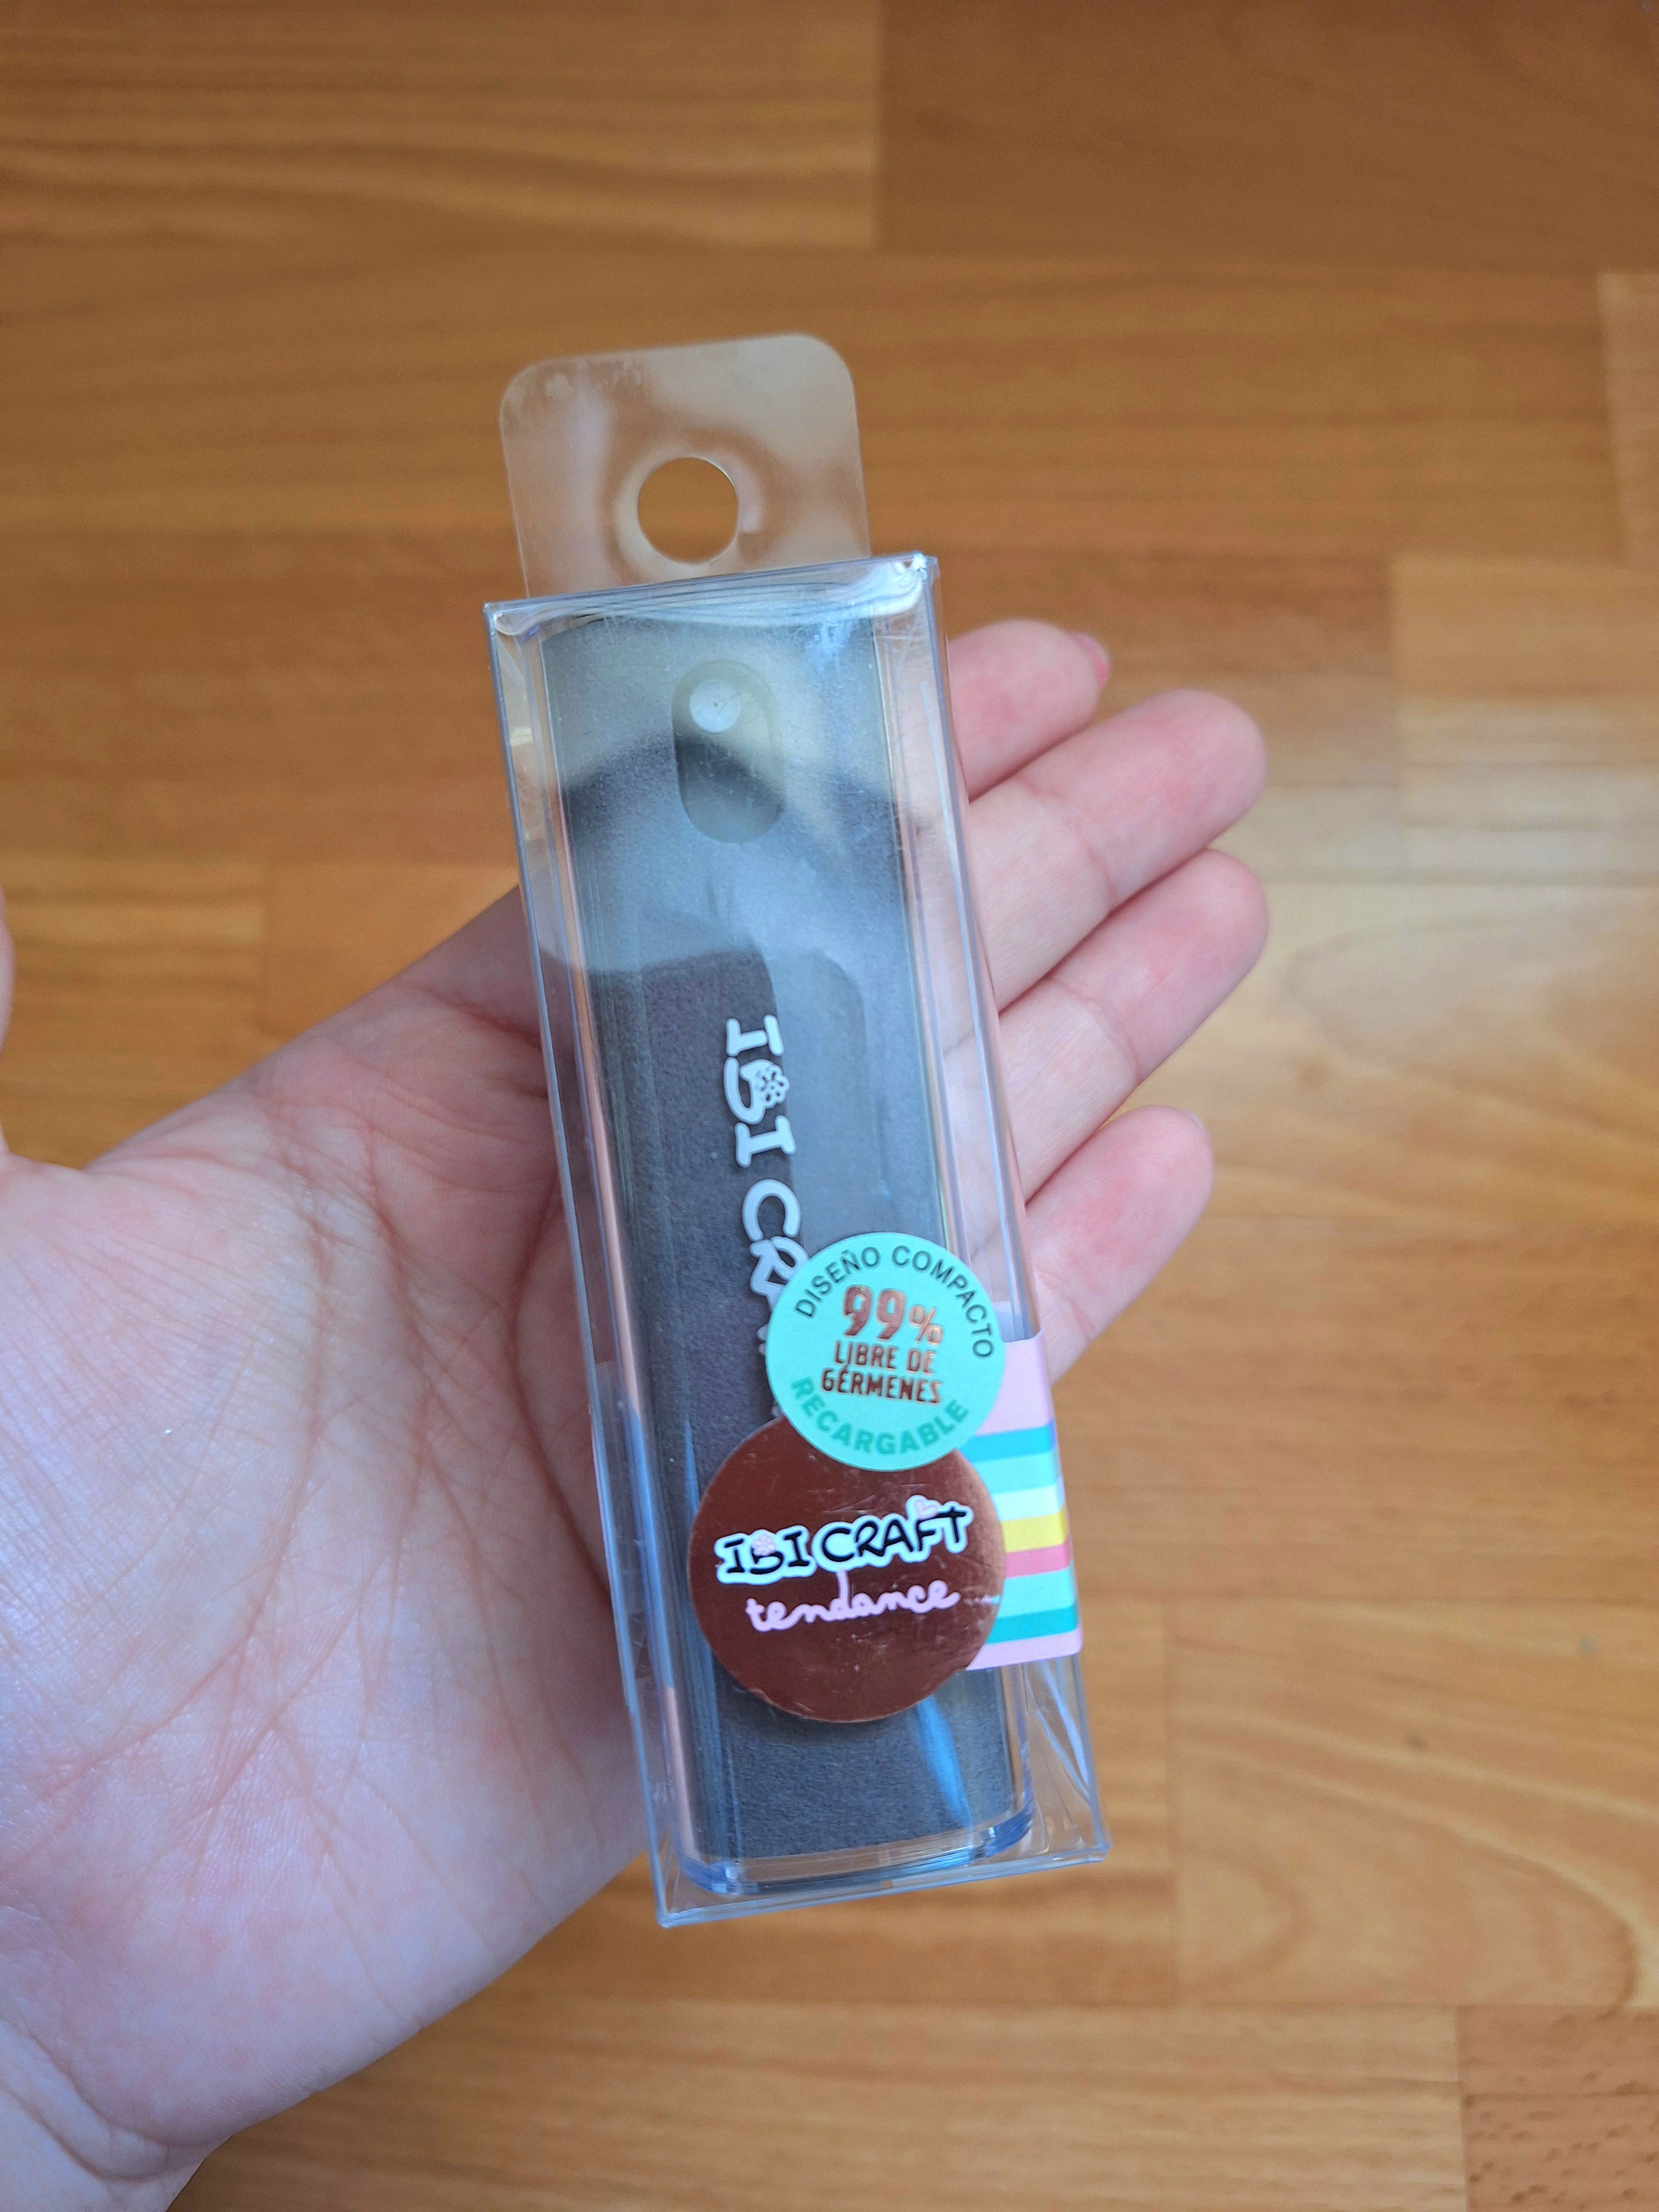 IBI CRA
DISEÑO COMPACTO
99%
LIBRE DE
GÉRMENES
RECARGABLE
IBI CRAFT
tendance